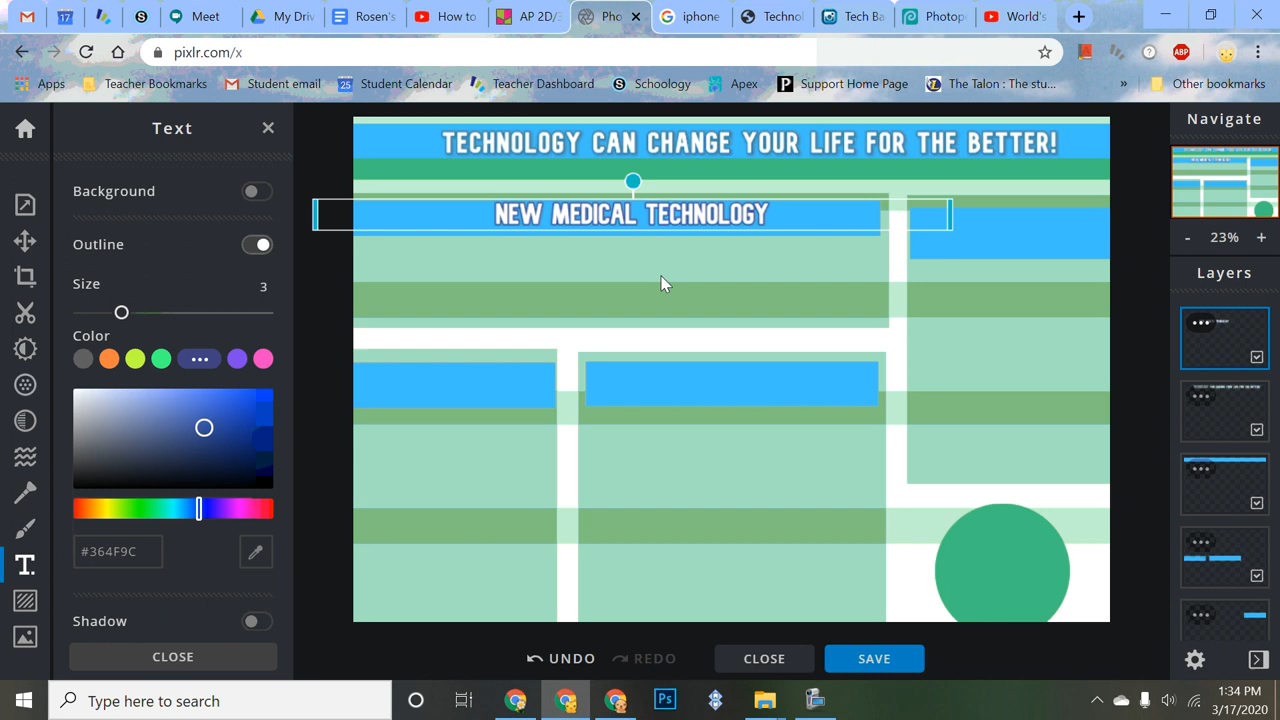 Meet
My Driv
Rosen's
How to
AP 2D/
Pho
iphone
Techno
Tech Ba
Photop
World
pixlr.com/x
ABP
Apps
Teacher Bookmarks
Student email
Student Calendar
Teacher Dashboard
Schoology
Apex
Support Home Page
The Talon : The stu...
»
Other bookmarks
Text
Background
Outline
Size
3
Color
#364F9C
Shadow
CLOSE
TECHNOLOGY CAN CHANGE YOUR LIFE FOR THE BETTER!
NEW MEDICAL TECHNOLOGY
UNDO
REDO
CLOSE
SAVE
Navigate
- 23% +
Layers
Type here to search
Ps
1:34 PM
3/17/2020